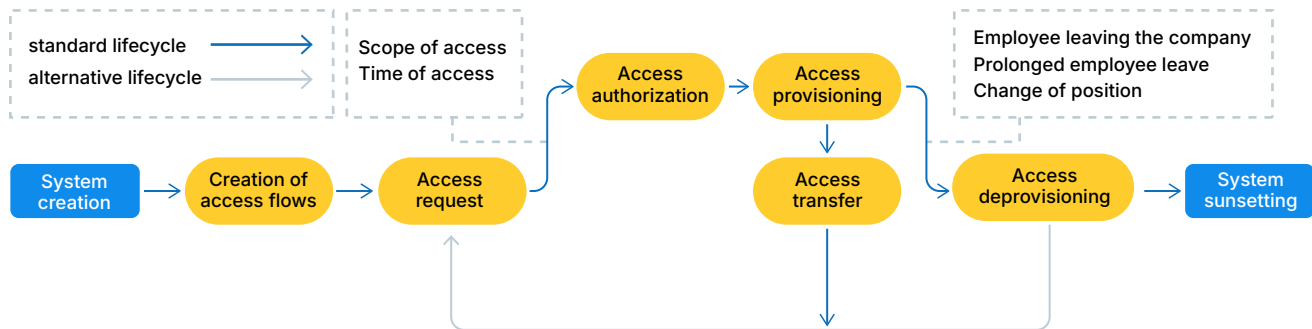 standard lifecycle
alternative lifecycle
Scope of access
Time of access
Access
authorization
Access
provisioning
Employee leaving the company
Prolonged employee leave
Change of position
System
creation
Creation of
access flows
Access
request
Access
transfer
Access
deprovisioning
System
sunsetting